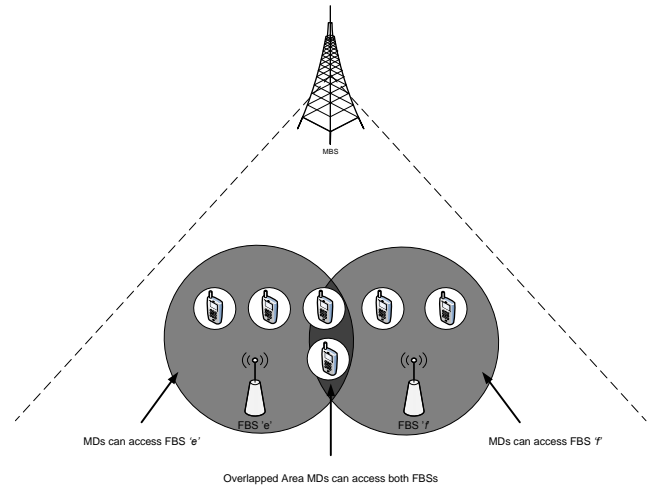 MBS
FBS 'e'
FBS 'f'
MDs can access FBS 'e'
MDs can access FBS 'f'
Overlapped Area MDs can access both FBSs